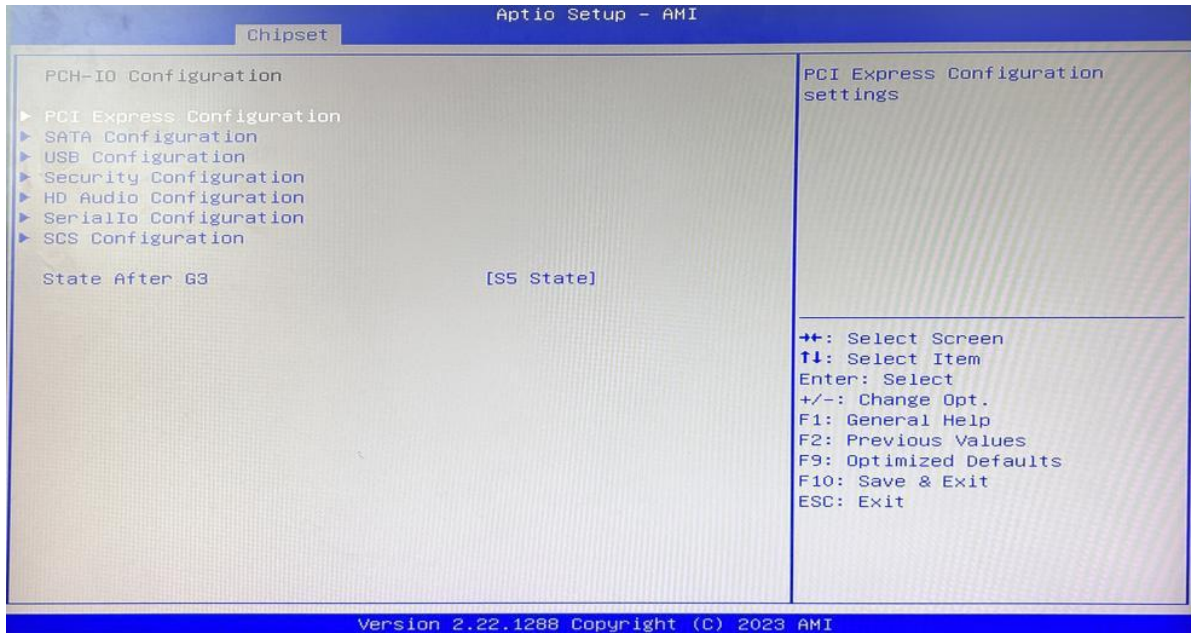 Aptio Setup – AMI
Chipset
PCH-IO Configuration
▶ PCI Express Configuration
▶ SATA Configuration
▶ USB Configuration
▶ Security Configuration
▶ HD Audio Configuration
▶ SerialIo Configuration
▶ SCS Configuration
State After G3 [S5 State]
PCI Express Configuration
settings
→←: Select Screen
↑↓: Select Item
Enter: Select
+/-: Change Opt.
F1: General Help
F2: Previous Values
F9: Optimized Defaults
F10: Save & Exit
ESC: Exit
Version 2.22.1288 Copyright (C) 2023 AMI